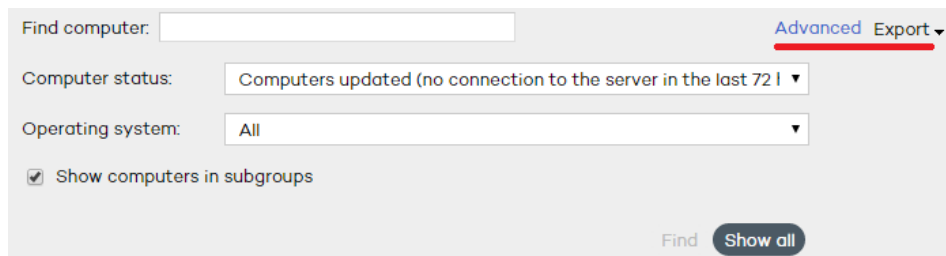 Find computer: Advanced Export
Computer status: Computers updated (no connection to the server in the last 72 h
Operating system: All
Show computers in subgroups
Find Show all